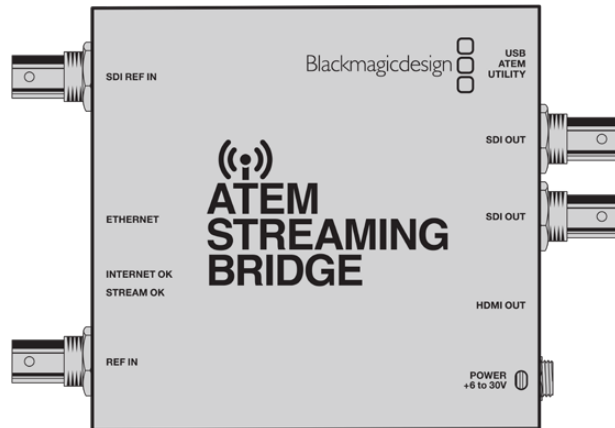 SDI REF IN
Blackmagicdesign
USB
ATEM
UTILITY
SDI OUT
ATEM
STREAMING
BRIDGE
ETHERNET
SDI OUT
INTERNET OK
STREAM OK
HDMI OUT
REF IN
POWER
+6 to 30V